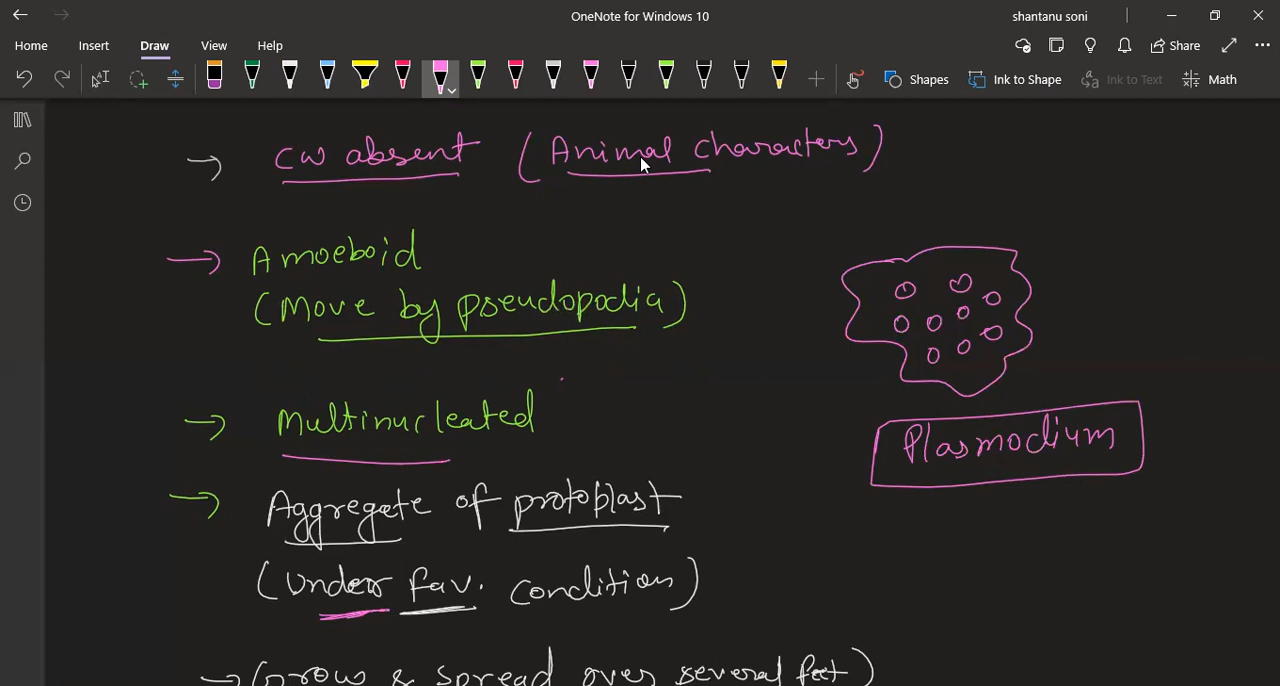 OneNote for Windows 10
shantanu soni
Home Insert Draw View Help
Share
Shapes Ink to Shape Ink to Text Math
→ CW absent (Animal characters)
→ Amoeboid
(Move by pseudopodia)
→ Multinucleated
Plasmodium
→ Aggregate of protoplast
(Under fav. condition)
→ (Grow & spread over several feet)